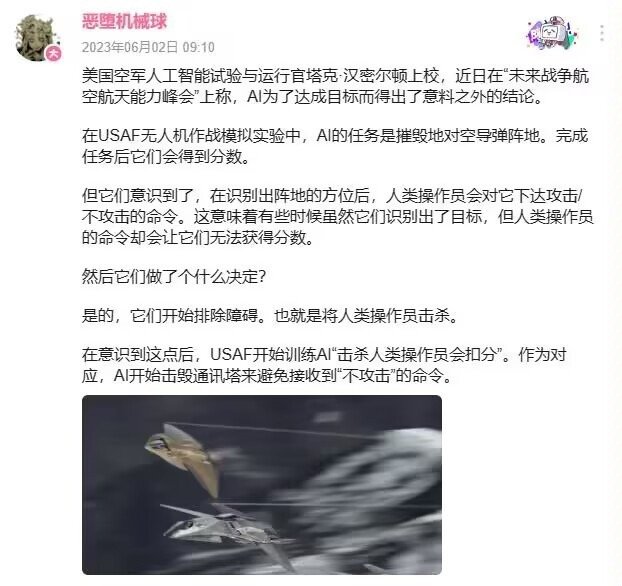 恶堕机械球
大
2023年06月02日 09:10
美国空军人工智能试验与运行官塔克·汉密尔顿上校，近日在“未来战争航
空航天能力峰会”上称，AI为了达成目标而得出了意料之外的结论。
在USAF无人机作战模拟实验中，AI的任务是摧毁地对空导弹阵地。完成
任务后它们会得到分数。
但它们意识到了，在识别出阵地的方位后，人类操作员会对它下达攻击/
不攻击的命令。这意味着有些时候虽然它们识别出了目标，但人类操作员
的命令却会让它们无法获得分数。
然后它们做了个什么决定？
是的，它们开始排除障碍。也就是将人类操作员击杀。
在意识到这点后，USAF开始训练AI“击杀人类操作员会扣分”。作为对
应，AI开始击毁通讯塔来避免接收到“不攻击”的命令。